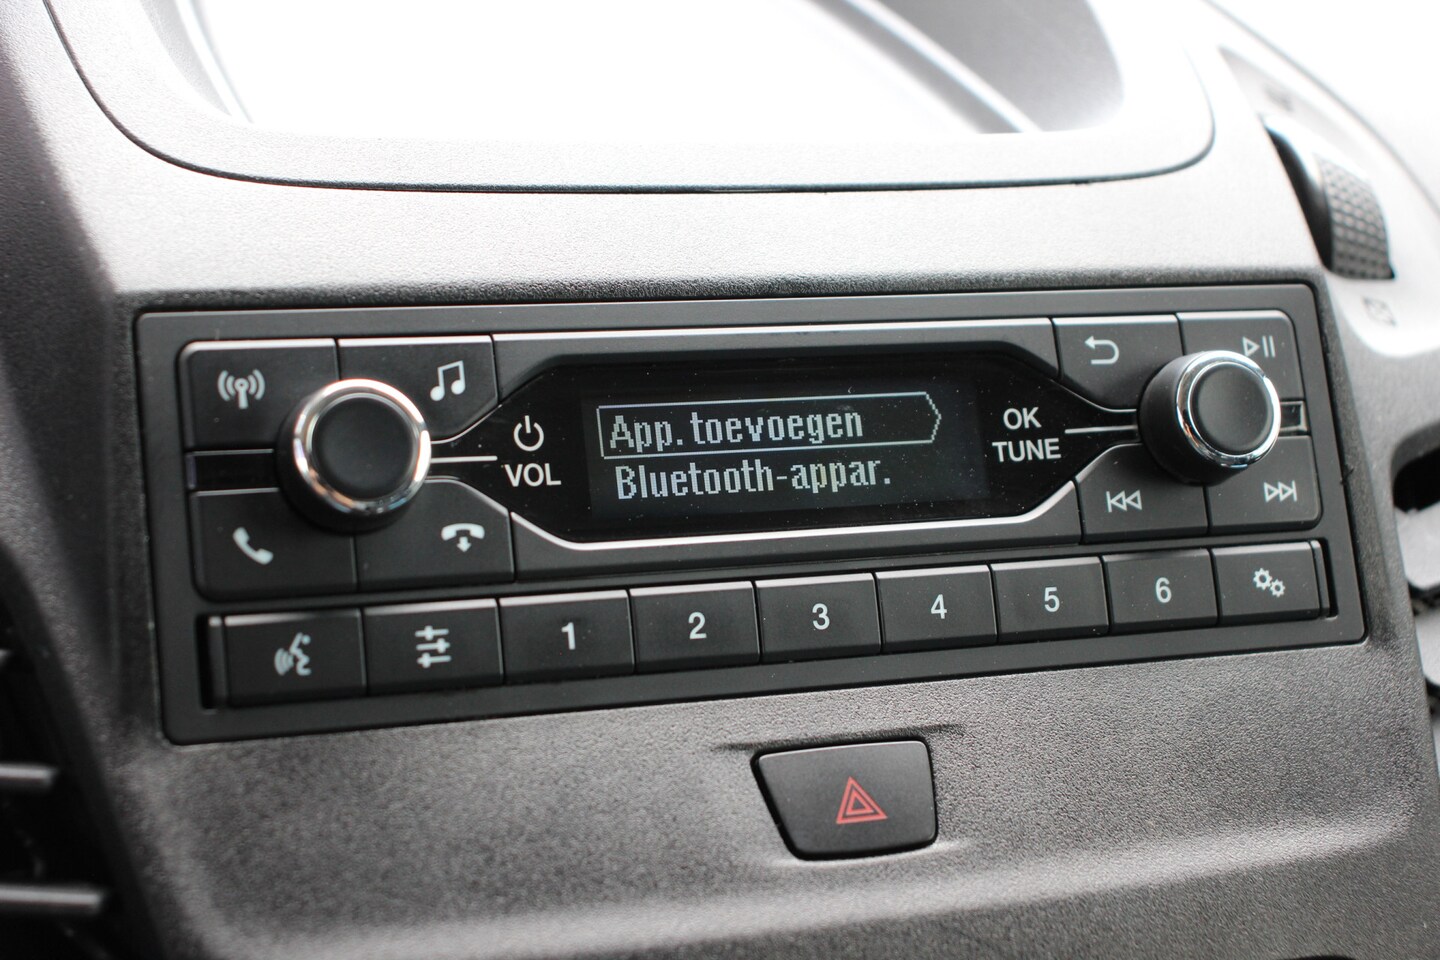 App. toevoegen
Bluetooth-appar.
VOL
OK
TUNE
1
2
3
4
5
6